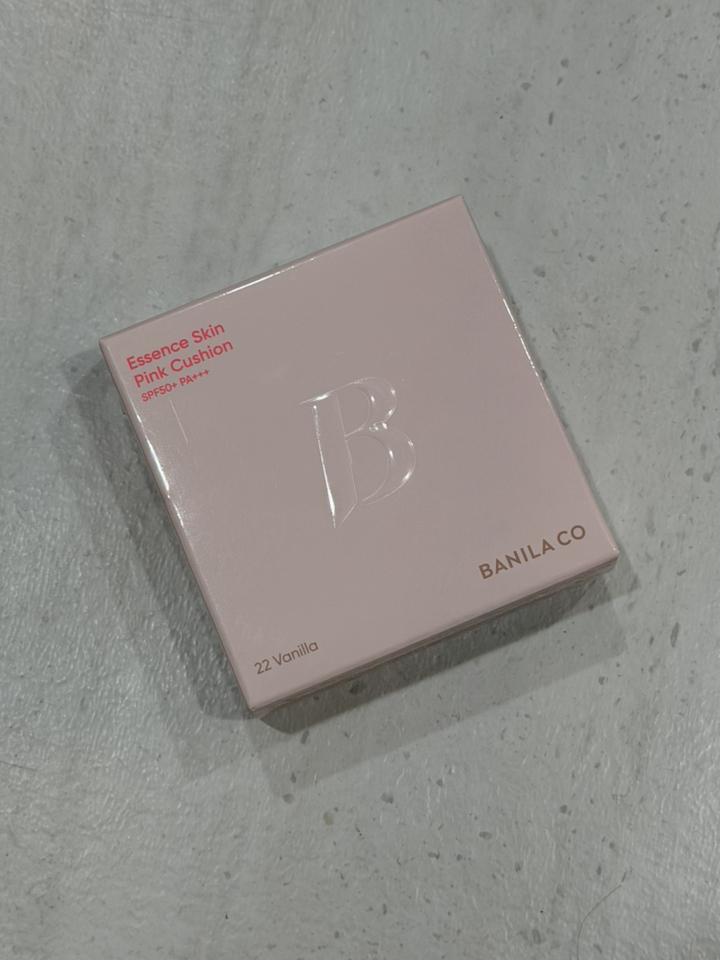 Essence Skin
Pink Cushion
SPF50+ PA+++
B
BANILA CO
22 Vanilla